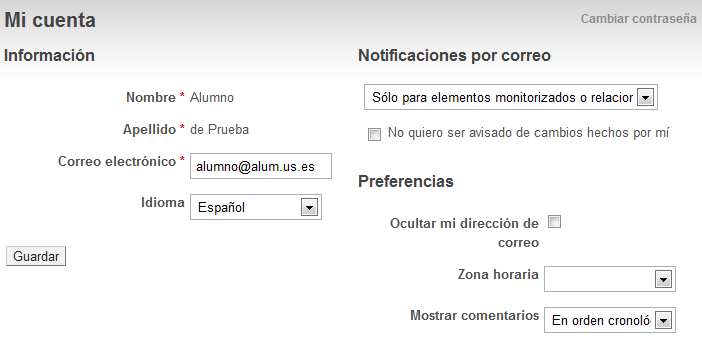 Mi cuenta
Cambiar contraseña
Información
Nombre * Alumno
Apellido * de Prueba
Correo electrónico * alumno@alum.us.es
Idioma Español
Guardar
Notificaciones por correo
Sólo para elementos monitorizados o relacior
No quiero ser avisado de cambios hechos por mí
Preferencias
Ocultar mi dirección de
correo
Zona horaria
Mostrar comentarios En orden cronoló